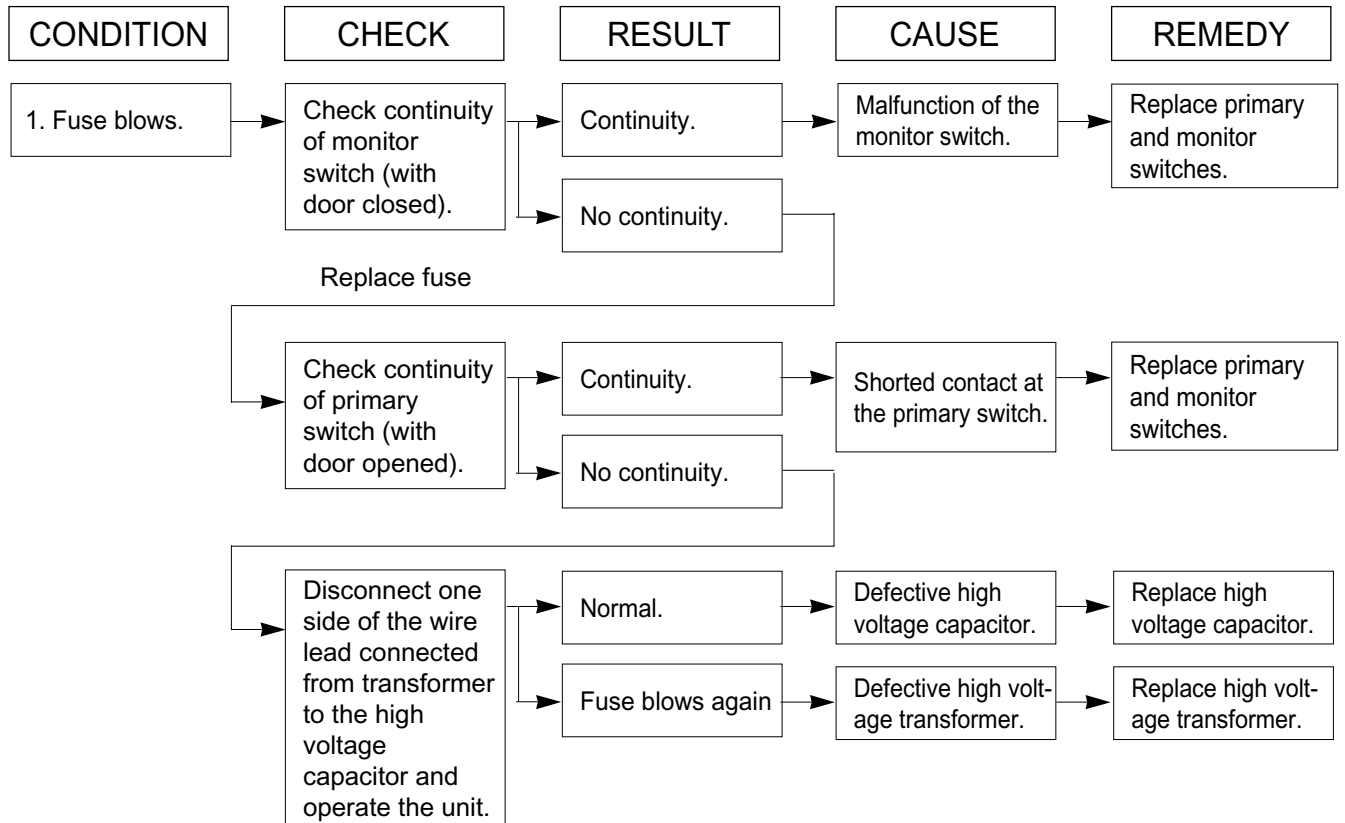 CONDITION
CHECK
RESULT
CAUSE
REMEDY
1. Fuse blows.
Check continuity
of monitor
switch (with
door closed).
Continuity.
Malfunction of the
monitor switch.
Replace primary
and monitor
switches.
No continuity.
Replace fuse
Check continuity
of primary
switch (with
door opened).
Continuity.
Shorted contact at
the primary switch.
Replace primary
and monitor
switches.
No continuity.
Disconnect one
side of the wire
lead connected
from transformer
to the high
voltage
capacitor and
operate the unit.
Normal.
Defective high
voltage capacitor.
Replace high
voltage capacitor.
Fuse blows again
Defective high volt-
age transformer.
Replace high volt-
age transformer.